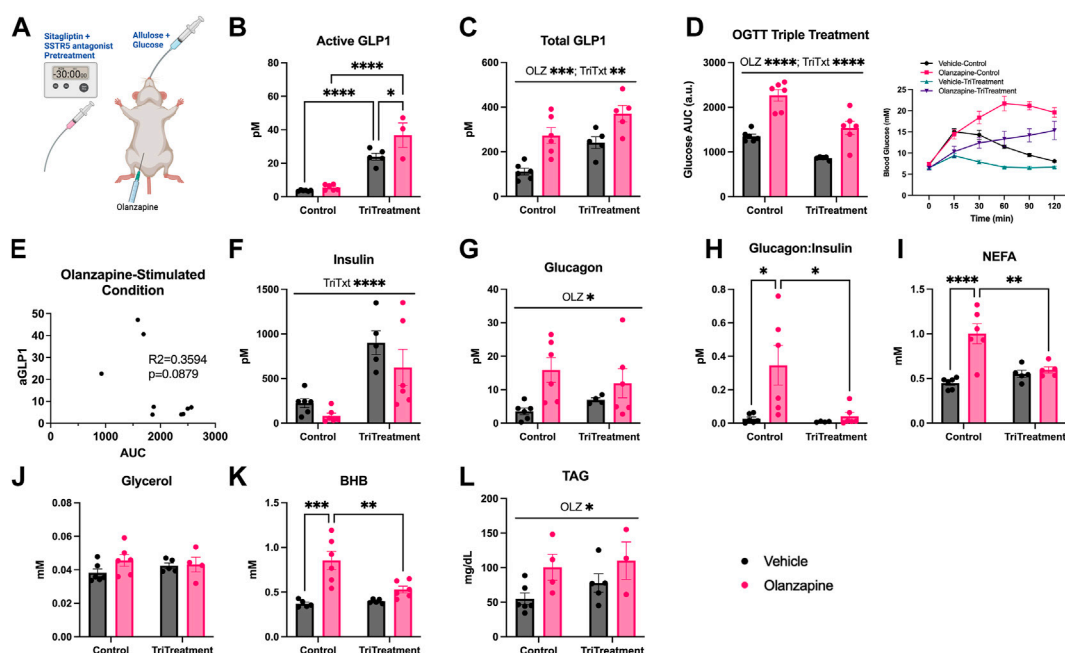 A
Sitagliptin +
SSTR5 antagonist
Pretreatment
-30:00
Allulose +
Glucose
Olanzapine
B
Active GLP1
****
****
*
pM
60
40
20
0
Control
TriTreatment
C
Total GLP1
OLZ ***; TriTxt **
pM
600
400
200
0
Control
TriTreatment
D
OGTT Triple Treatment
OLZ ****; TriTxt ****
Glucose AUC (a.u.)
3000
2000
1000
0
Control
TriTreatment
Vehicle-Control
Olanzapine-Control
Vehicle-TriTreatment
Olanzapine-TriTreatment
Blood Glucose (mM)
25
20
15
10
5
0
0 15 30 60 90 120
Time (min)
E
Olanzapine-Stimulated
Condition
aGLP1
50
40
30
20
10
0
R2=0.3594
p=0.0879
0 1000 2000 3000
AUC
F
Insulin
TriTxt ****
pM
1500
1000
500
0
Control
TriTreatment
G
Glucagon
OLZ *
pM
40
30
20
10
0
Control
TriTreatment
H
Glucagon:Insulin
* *
pM
0.8
0.6
0.4
0.2
0.0
Control
TriTreatment
I
NEFA
**** **
mM
1.5
1.0
0.5
0.0
Control
TriTreatment
J
Glycerol
mM
0.08
0.06
0.04
0.02
0.00
Control
TriTreatment
K
BHB
*** **
mM
1.5
1.0
0.5
0.0
Control
TriTreatment
L
TAG
OLZ *
mg/dL
200
150
100
50
0
Control
TriTreatment
Vehicle
Olanzapine